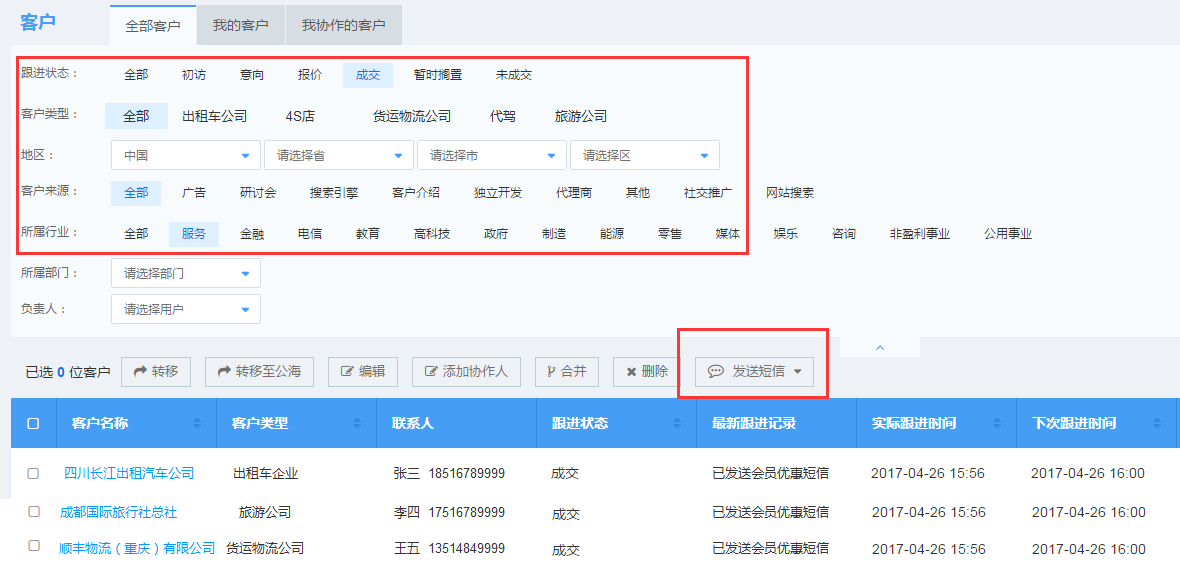 客户 全部客户 我的客户 我协作的客户
跟进状态： 全部 初访 意向 报价 成交 暂时搁置 未成交
客户类型： 全部 出租车公司 4S店 货运物流公司 代驾 旅游公司
地区： 中国 请选择省 请选择市 请选择区
客户来源： 全部 广告 研讨会 搜索引擎 客户介绍 独立开发 代理商 其他 社交推广 网站搜索
所属行业： 全部 服务 金融 电信 教育 高科技 政府 制造 能源 零售 媒体 娱乐 咨询 非盈利事业 公用事业
所属部门： 请选择部门
负责人： 请选择用户
已选 0 位客户 转移 转移至公海 编辑 添加协作人 合并 删除 发送短信
客户名称 客户类型 联系人 跟进状态 最新跟进记录 实际跟进时间 下次跟进时间
四川长江出租汽车公司 出租车企业 张三 18516789999 成交 已发送会员优惠短信 2017-04-26 15:56 2017-04-26 16:00
成都国际旅行社总社 旅游公司 李四 17516789999 成交 已发送会员优惠短信 2017-04-26 15:56 2017-04-26 16:00
顺丰物流（重庆）有限公司 货运物流公司 王五 13514849999 成交 已发送会员优惠短信 2017-04-26 15:56 2017-04-26 16:00